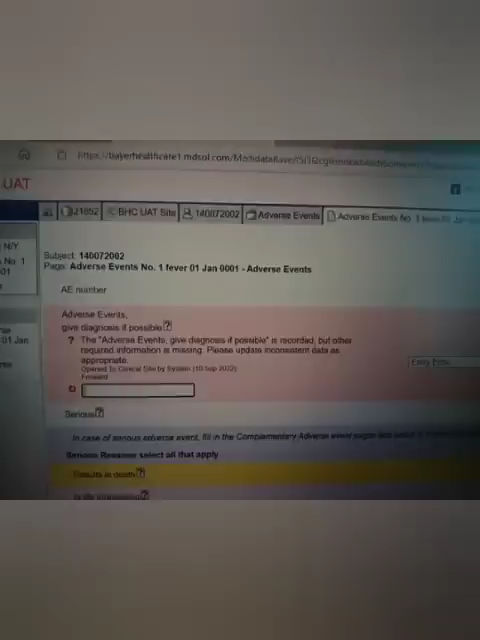 https://bayerhealthcare1.mdsol.com/MedidataRave/
UAT
21652 BHC UAT Site 140072002 Adverse Events Adverse Events No. 1 fever 01 Jan
N/Y
No. 1
01
01 Jan
Subject: 140072002
Page: Adverse Events No. 1 fever 01 Jan 0001 - Adverse Events
AE number
Adverse Events,
give diagnosis if possible
The "Adverse Events, give diagnosis if possible" is recorded, but other
required information is missing. Please update inconsistent data as
appropriate.
Opened To Clinical Site by System (10 Sep 2022)
Forward
Entry Error
Serious
In case of serious adverse event, fill in the Complementary Adverse event pages
Serious Reasons select all that apply
Results in death
Is life threatening